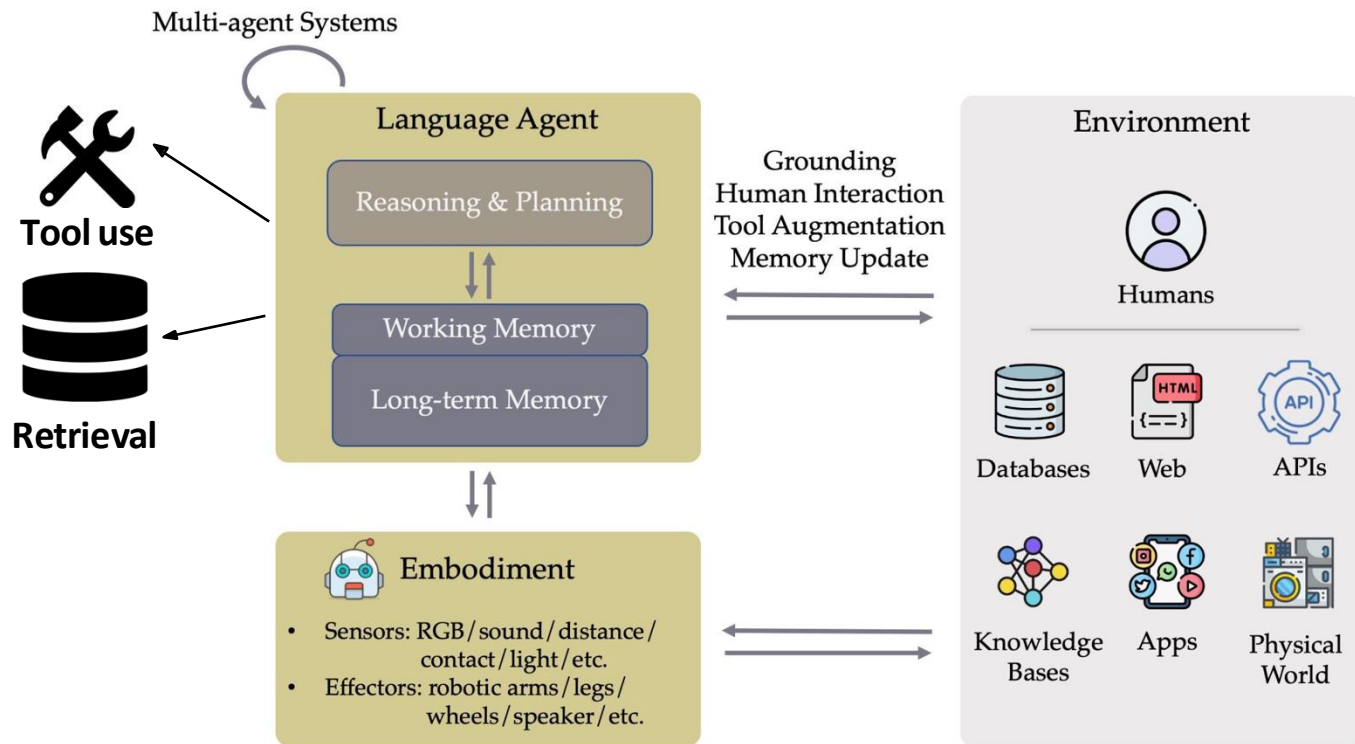 Multi-agent Systems
Tool use
Retrieval
Language Agent
Reasoning & Planning
Working Memory
Long-term Memory
Grounding
Human Interaction
Tool Augmentation
Memory Update
Embodiment
• Sensors: RGB/sound/distance/
contact/light/etc.
• Effectors: robotic arms/legs/
wheels/speaker/etc.
Environment
Humans
HTML
{==}
API
Databases
Web
APIs
Knowledge
Bases
Apps
Physical
World